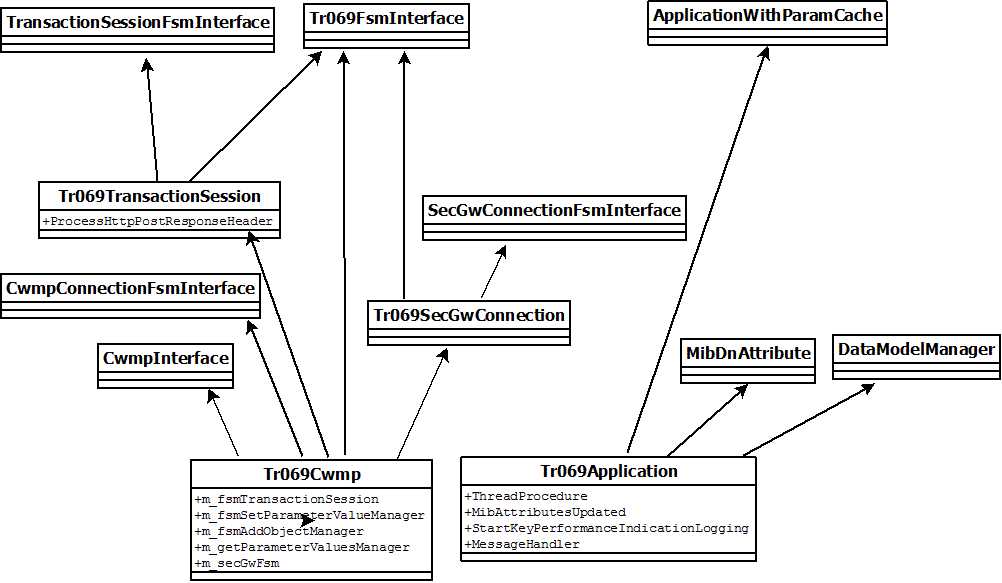 TransactionSessionFsmInterface
Tr069FsmInterface
ApplicationWithParamCache
Tr069TransactionSession
+ProcessHttpPostResponseHeader
SecGwConnectionFsmInterface
CwmpConnectionFsmInterface
Tr069SecGwConnection
CwmpInterface
MibDnAttribute
DataModelManager
Tr069Cwmp
+m_fsmTransactionSession
+m_fsmSetParameterValueManager
+m_fsmAddObjectManager
+m_getParameterValuesManager
+m_secGwFsm
Tr069Application
+ThreadProcedure
+MibAttributesUpdated
+StartKeyPerformanceIndicationLogging
+MessageHandler